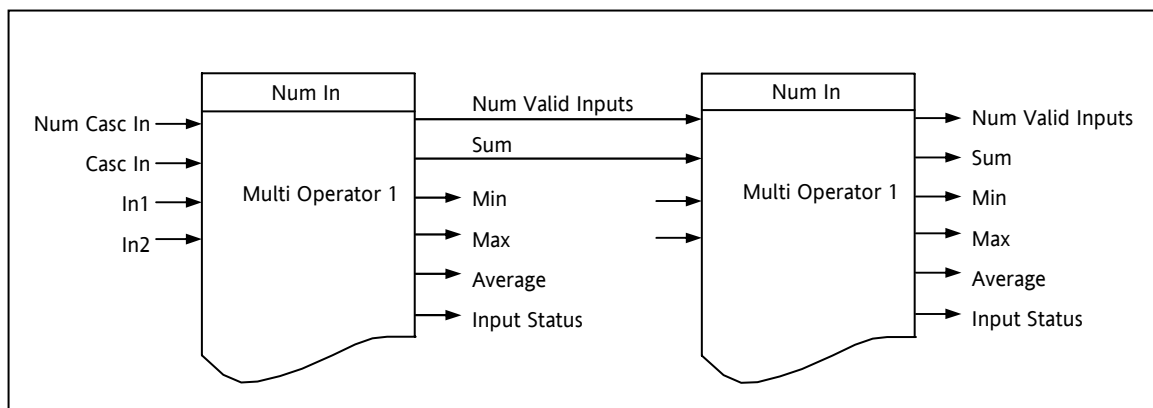 Num In
Num Casc In
Casc In
In1
In2
Multi Operator 1
Num Valid Inputs
Sum
Min
Max
Average
Input Status
Num In
Multi Operator 1
Num Valid Inputs
Sum
Min
Max
Average
Input Status